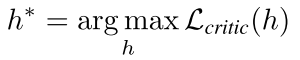 h* = arg max_h ℒ_critic(h)